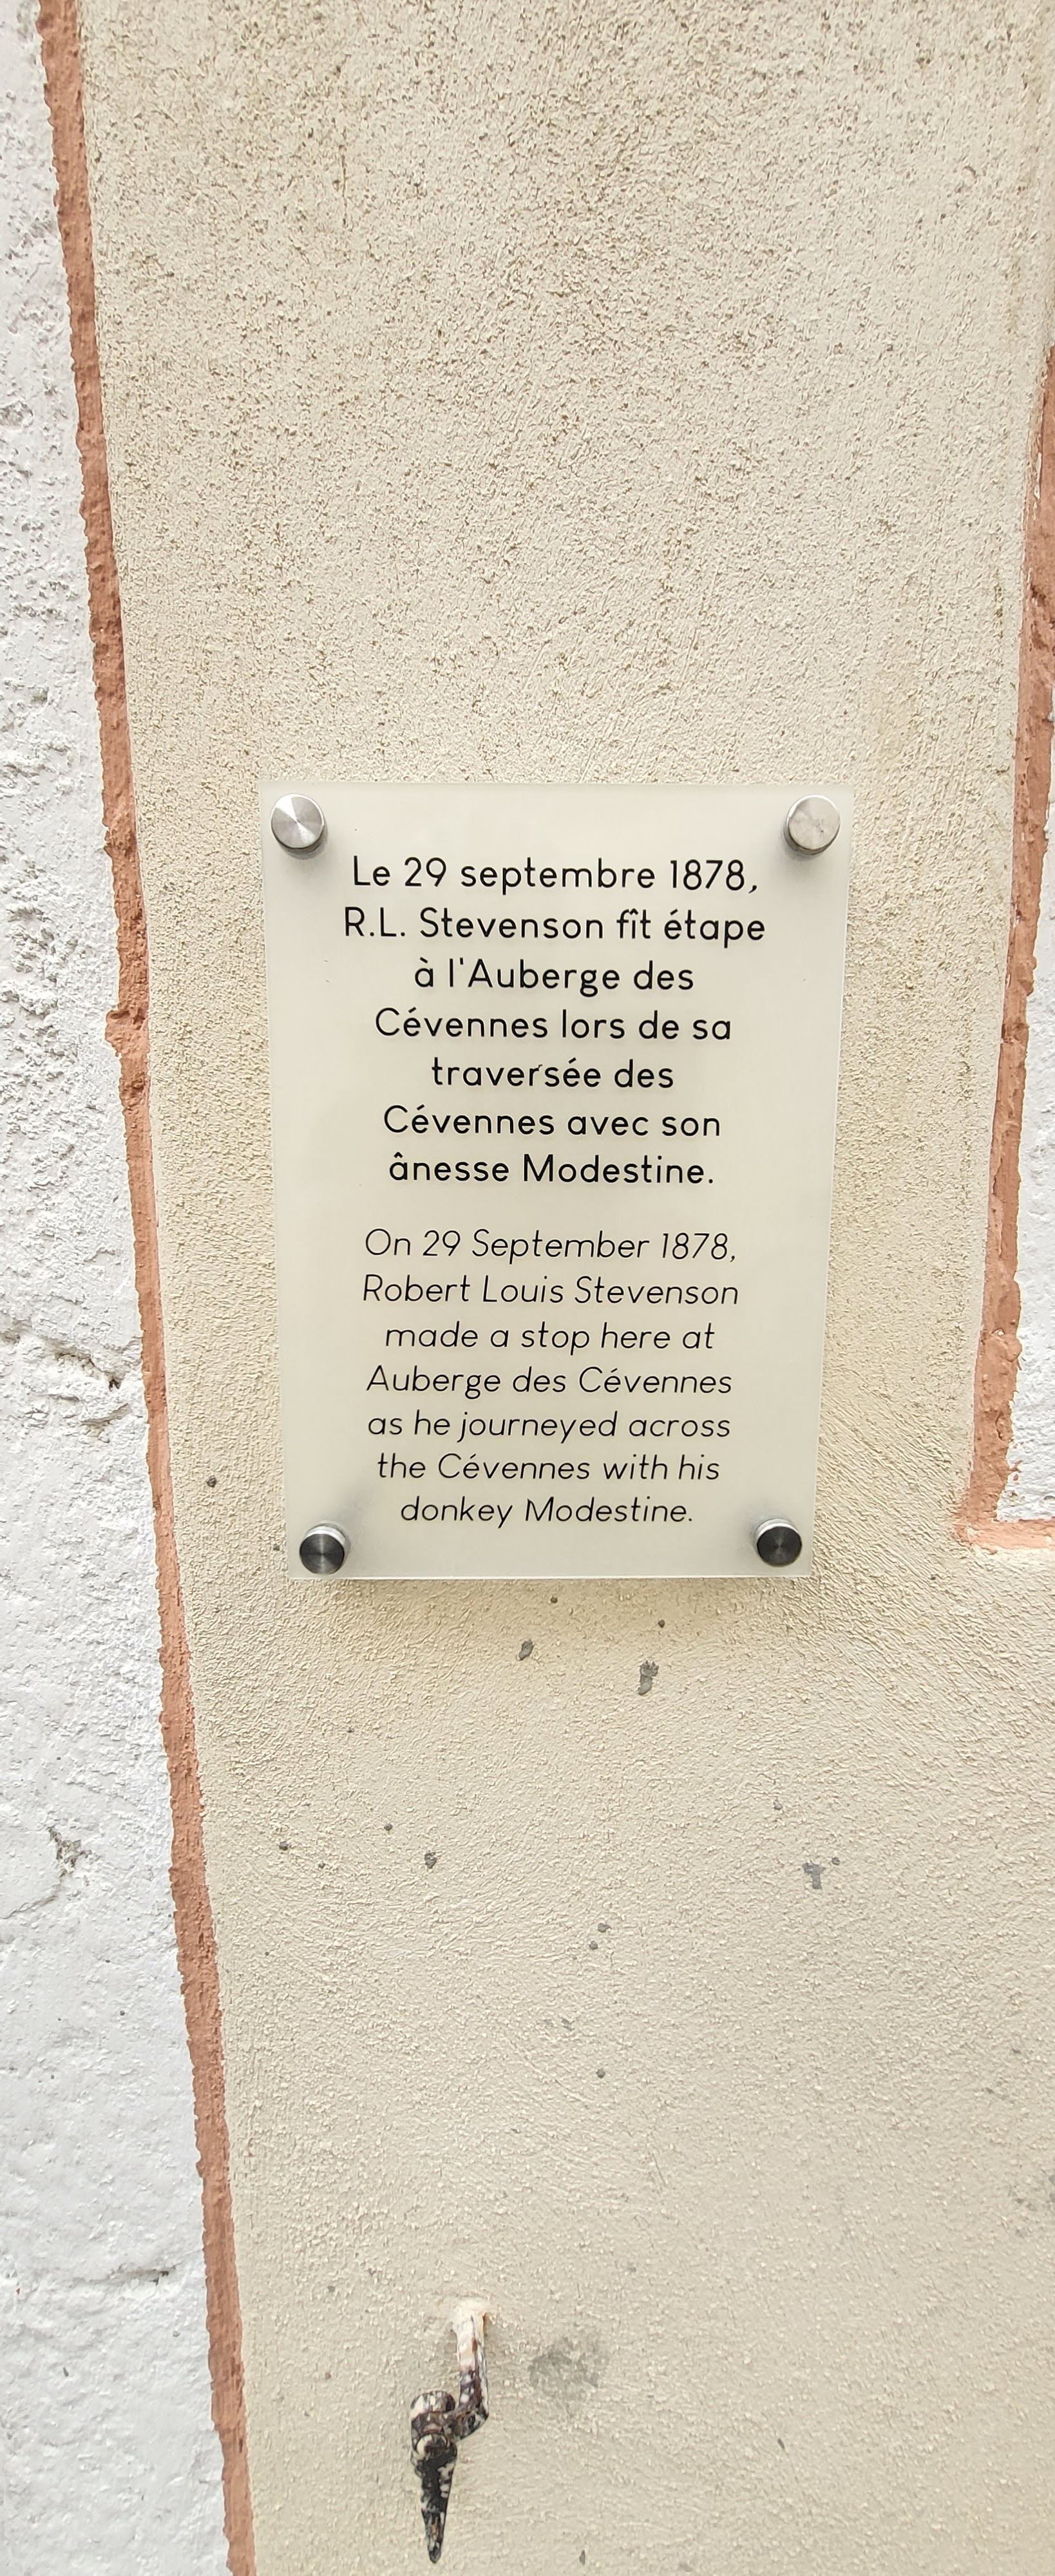 Le 29 septembre 1878,
R.L. Stevenson fît étape
à l'Auberge des
Cévennes lors de sa
traversée des
Cévennes avec son
ânesse Modestine.
On 29 September 1878,
Robert Louis Stevenson
made a stop here at
Auberge des Cévennes
as he journeyed across
the Cévennes with his
donkey Modestine.